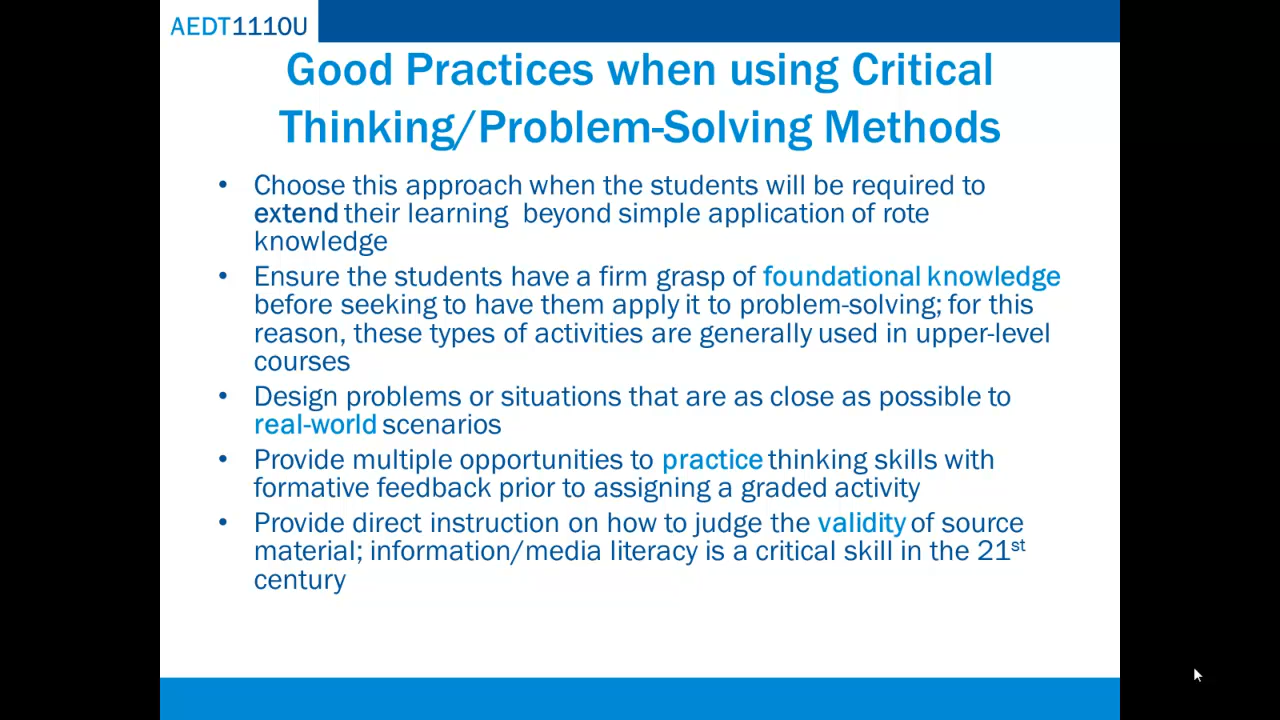 AEDT1110U
Good Practices when using Critical
Thinking/Problem-Solving Methods
• Choose this approach when the students will be required to
extend their learning beyond simple application of rote
knowledge
• Ensure the students have a firm grasp of foundational knowledge
before seeking to have them apply it to problem-solving; for this
reason, these types of activities are generally used in upper-level
courses
• Design problems or situations that are as close as possible to
real-world scenarios
• Provide multiple opportunities to practice thinking skills with
formative feedback prior to assigning a graded activity
• Provide direct instruction on how to judge the validity of source
material; information/media literacy is a critical skill in the 21st
century